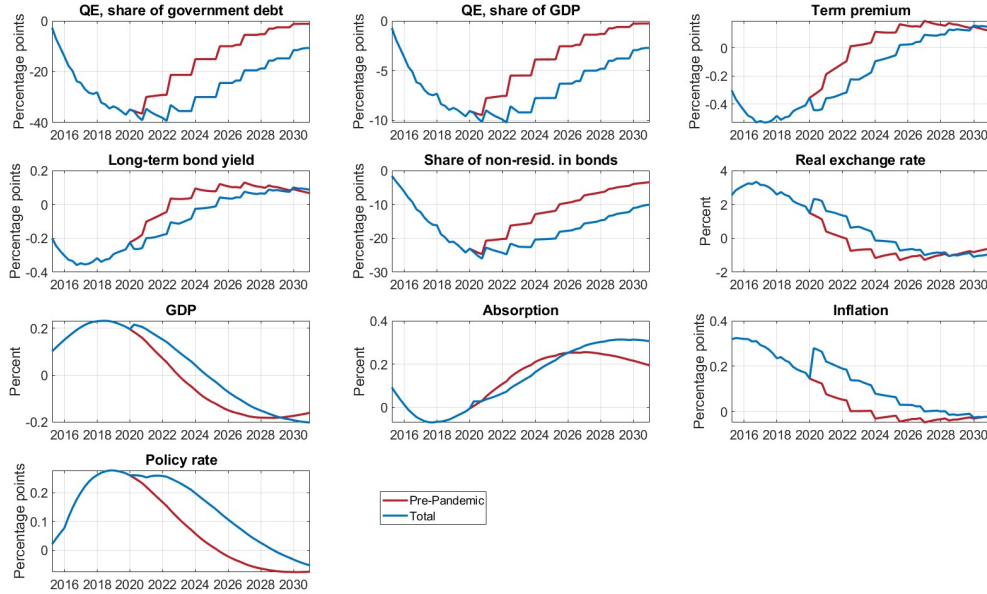 QE, share of government debt
Percentage points
0
-20
-40
2016 2018 2020 2022 2024 2026 2028 2030
QE, share of GDP
Percentage points
0
-5
-10
2016 2018 2020 2022 2024 2026 2028 2030
Term premium
Percentage points
0
-0.2
-0.4
2016 2018 2020 2022 2024 2026 2028 2030
Long-term bond yield
Percentage points
0.2
0
-0.2
-0.4
2016 2018 2020 2022 2024 2026 2028 2030
Share of non-resid. in bonds
Percentage points
0
-10
-20
-30
2016 2018 2020 2022 2024 2026 2028 2030
Real exchange rate
Percent
4
2
0
-2
2016 2018 2020 2022 2024 2026 2028 2030
GDP
Percent
0.2
0
-0.2
2016 2018 2020 2022 2024 2026 2028 2030
Absorption
Percent
0.4
0.2
0
2016 2018 2020 2022 2024 2026 2028 2030
Inflation
Percentage points
0.4
0.2
0
2016 2018 2020 2022 2024 2026 2028 2030
Policy rate
Percentage points
0.2
0.1
0
2016 2018 2020 2022 2024 2026 2028 2030
Pre-Pandemic
Total